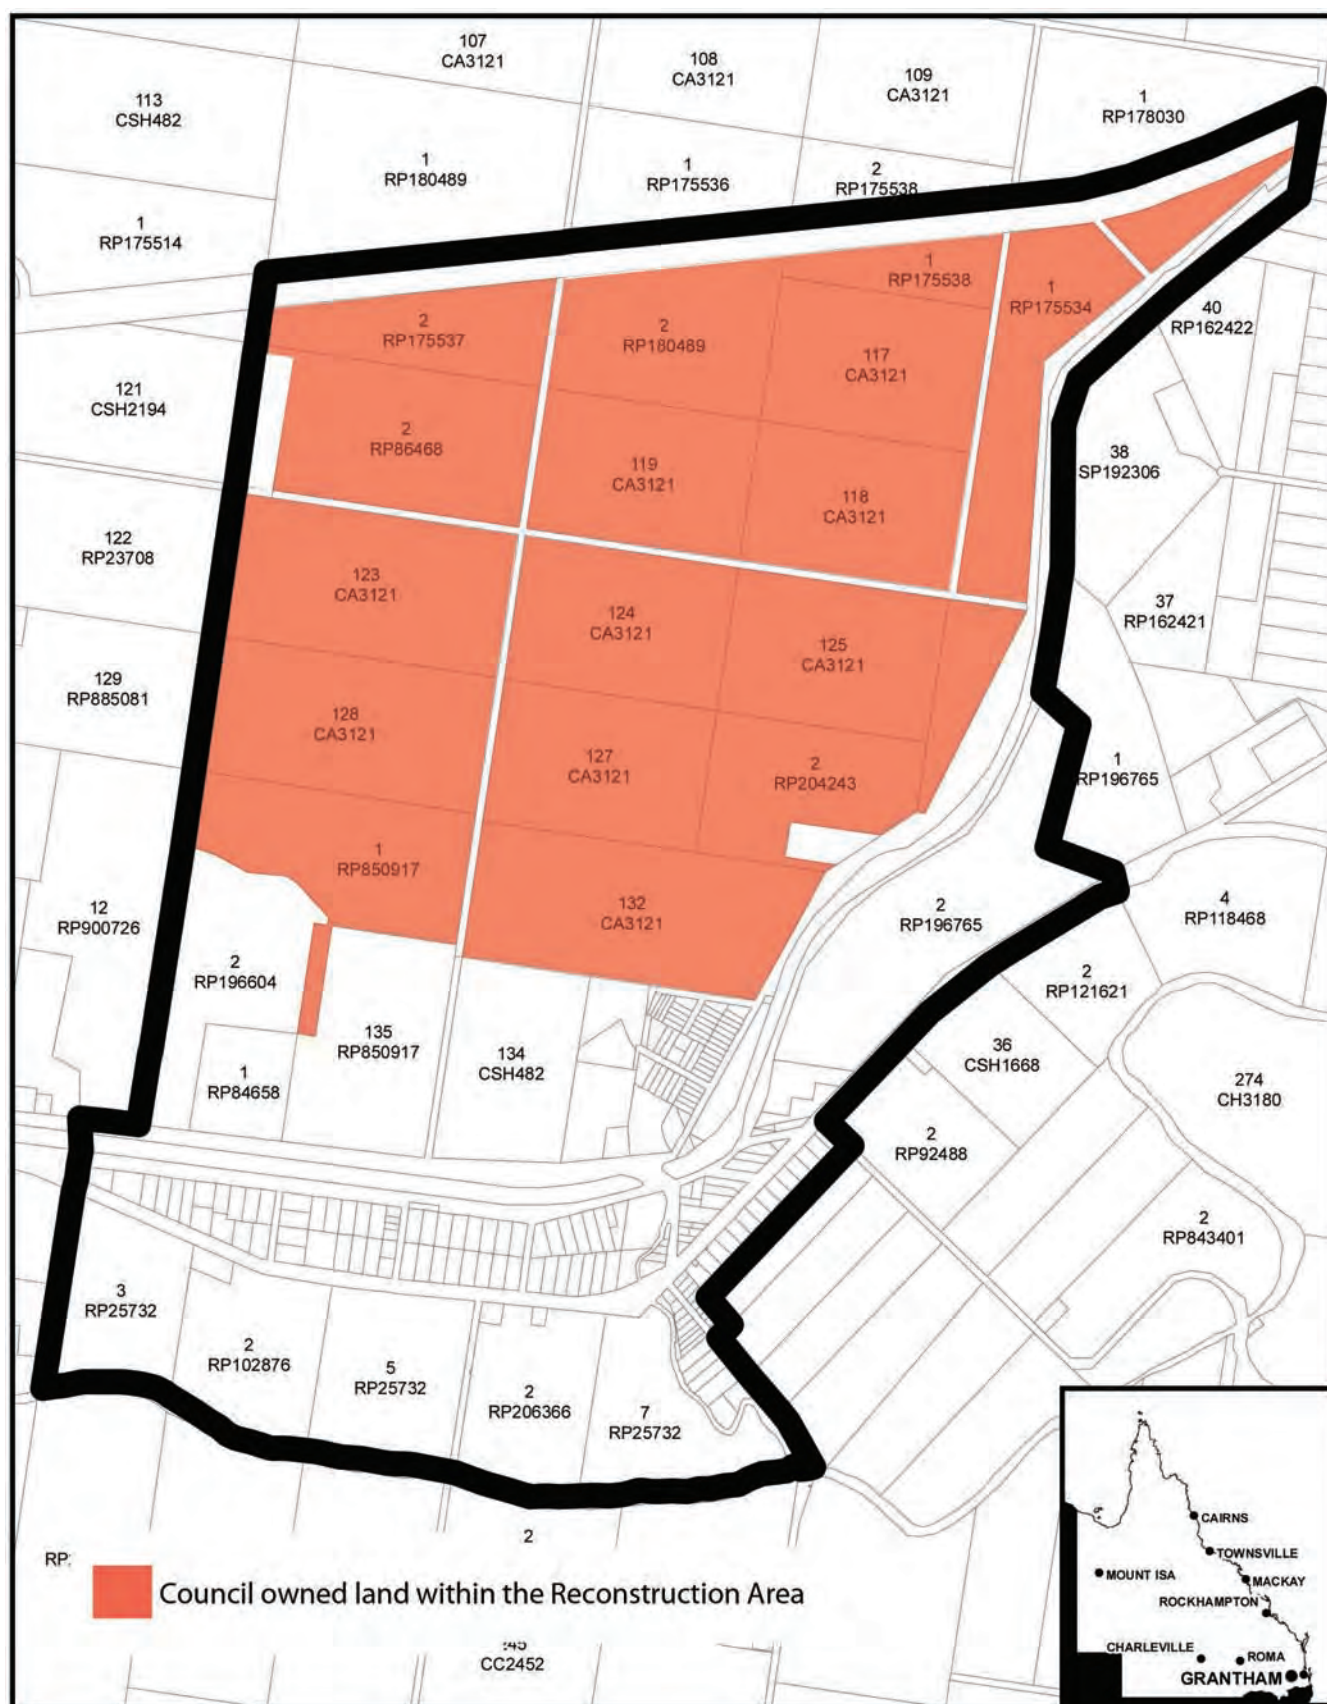 107
CA3121
108
CA3121
109
CA3121
113
CSH482
1
RP178030
1
RP180489
1
RP175536
2
RP175538
1
RP175514
1
RP175538
1
RP175534
40
RP162422
2
RP175537
2
RP180489
117
CA3121
121
CSH2194
2
RP86468
119
CA3121
118
CA3121
38
SP192306
122
RP23708
123
CA3121
124
CA3121
125
CA3121
37
RP162421
129
RP885081
128
CA3121
127
CA3121
2
RP204243
1
RP196765
1
RP850917
132
CA3121
2
RP196765
4
RP118468
12
RP900726
2
RP196604
2
RP121621
135
RP850917
134
CSH482
36
CSH1668
1
RP84658
274
CH3180
2
RP92488
2
RP843401
3
RP25732
2
RP102876
5
RP25732
2
RP206366
7
RP25732
2
RP:
Council owned land within the Reconstruction Area
CC2452
CAIRNS
TOWNSVILLE
MOUNT ISA
MACKAY
ROCKHAMPTON
CHARLEVILLE
ROMA
GRANTHAM